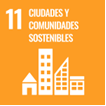 11 CIUDADES Y
COMUNIDADES
SOSTENIBLES